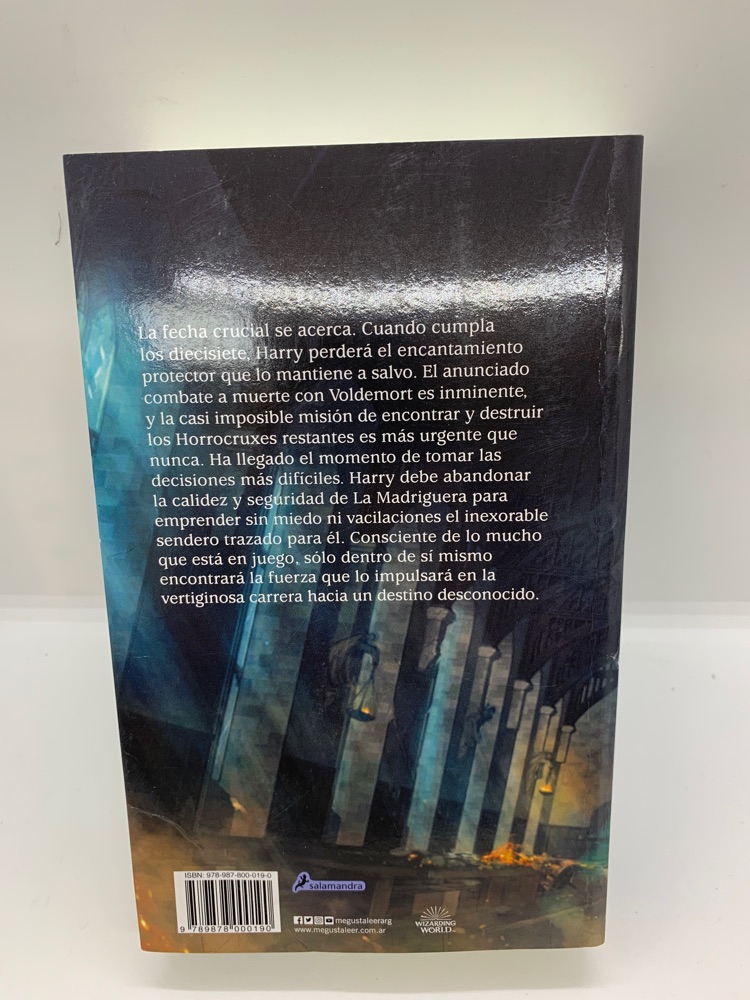 La fecha crucial se acerca. Cuando cumpla
los diecisiete, Harry perderá el encantamiento
protector que lo mantiene a salvo. El anunciado
combate a muerte con Voldemort es inminente,
y la casi imposible misión de encontrar y destruir
los Horrocruxes restantes es más urgente que
nunca. Ha llegado el momento de tomar las
decisiones más difíciles. Harry debe abandonar
la calidez y seguridad de La Madriguera para
emprender sin miedo ni vacilaciones el inexorable
sendero trazado para él. Consciente de lo mucho
que está en juego, sólo dentro de sí mismo
encontrará la fuerza que lo impulsará en la
vertiginosa carrera hacia un destino desconocido.
ISBN: 978-987-800-019-0
9 789878 000190
salamandra
megustaleerarg
www.megustaleer.com.ar
WIZARDING
WORLD